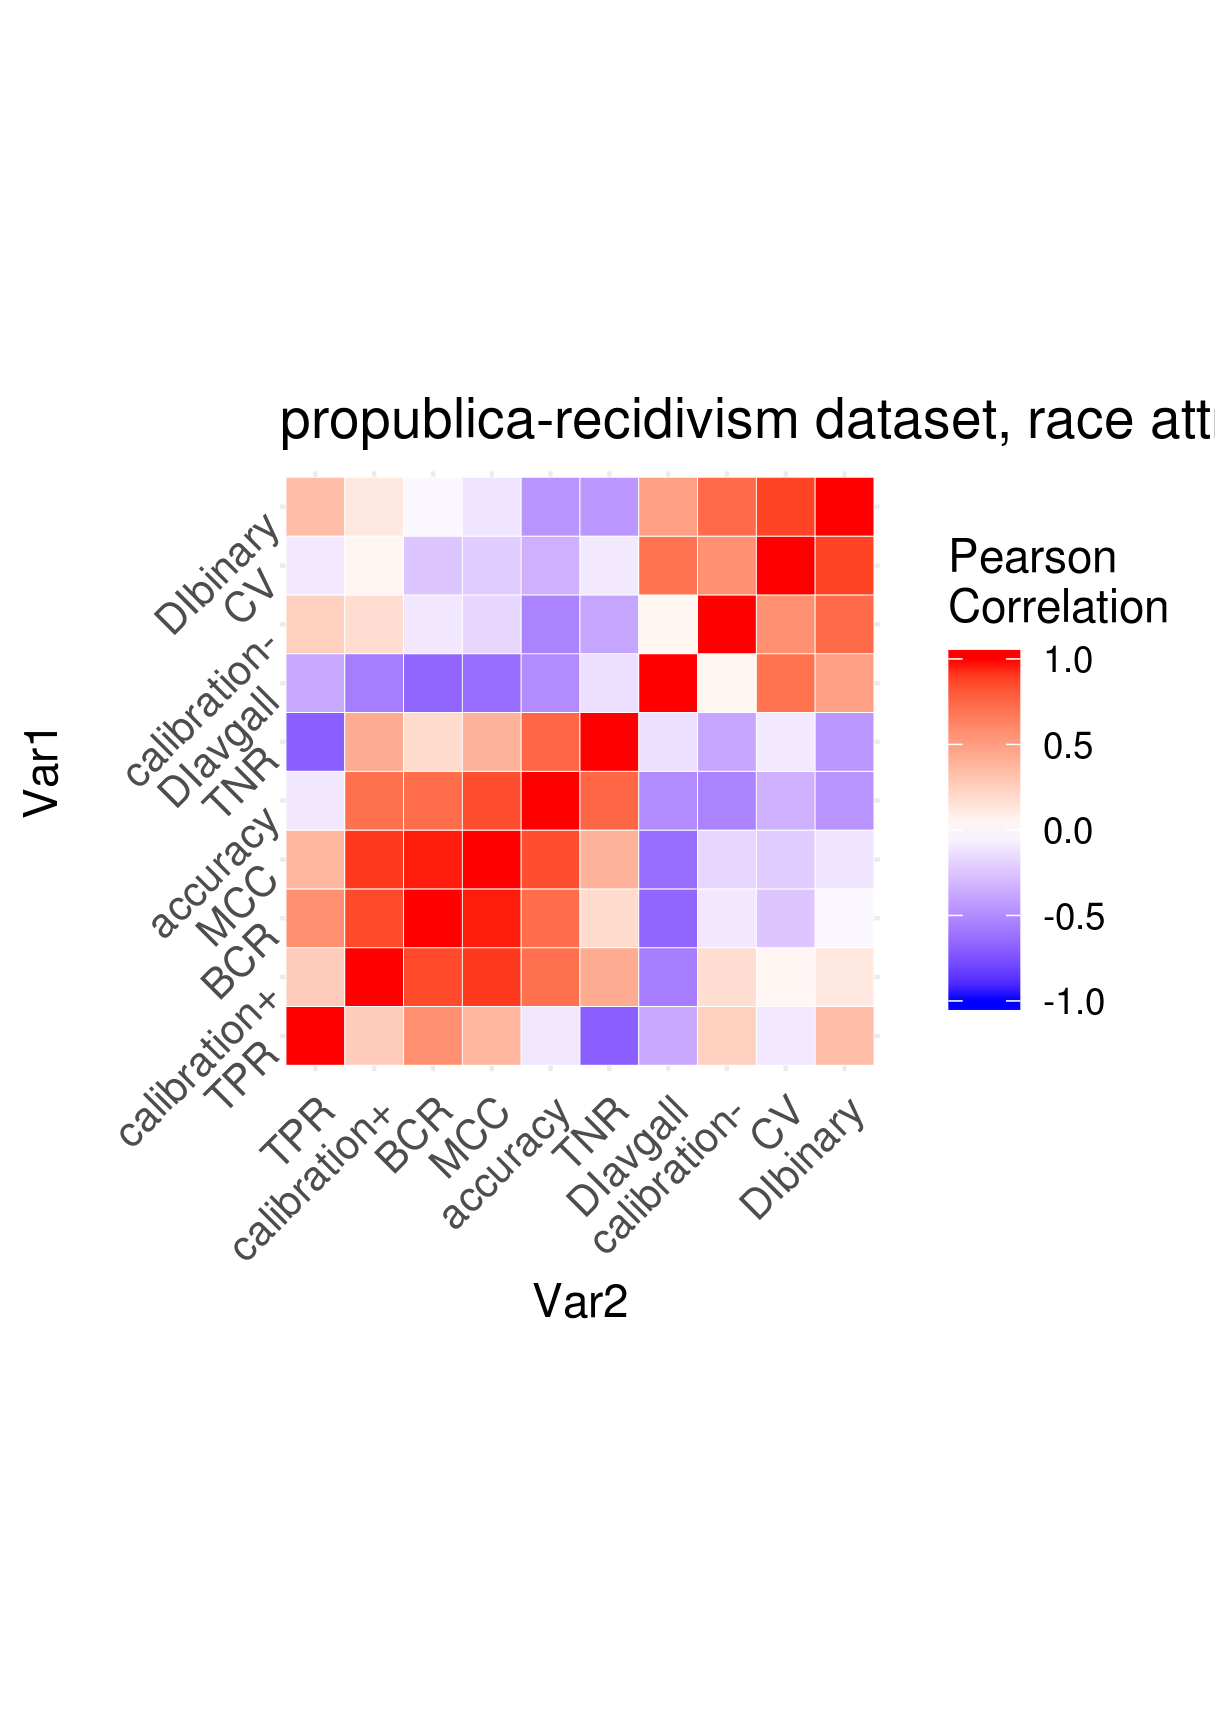 propublica-recidivism dataset, race att
DIbinary
CV
calibration-
DIavgall
TNR
accuracy
MCC
BCR
calibration+
TPR
Var1
TPR
calibration+
BCR
MCC
accuracy
TNR
DIavgall
calibration-
CV
DIbinary
Var2
Pearson
Correlation
1.0
0.5
0.0
-0.5
-1.0